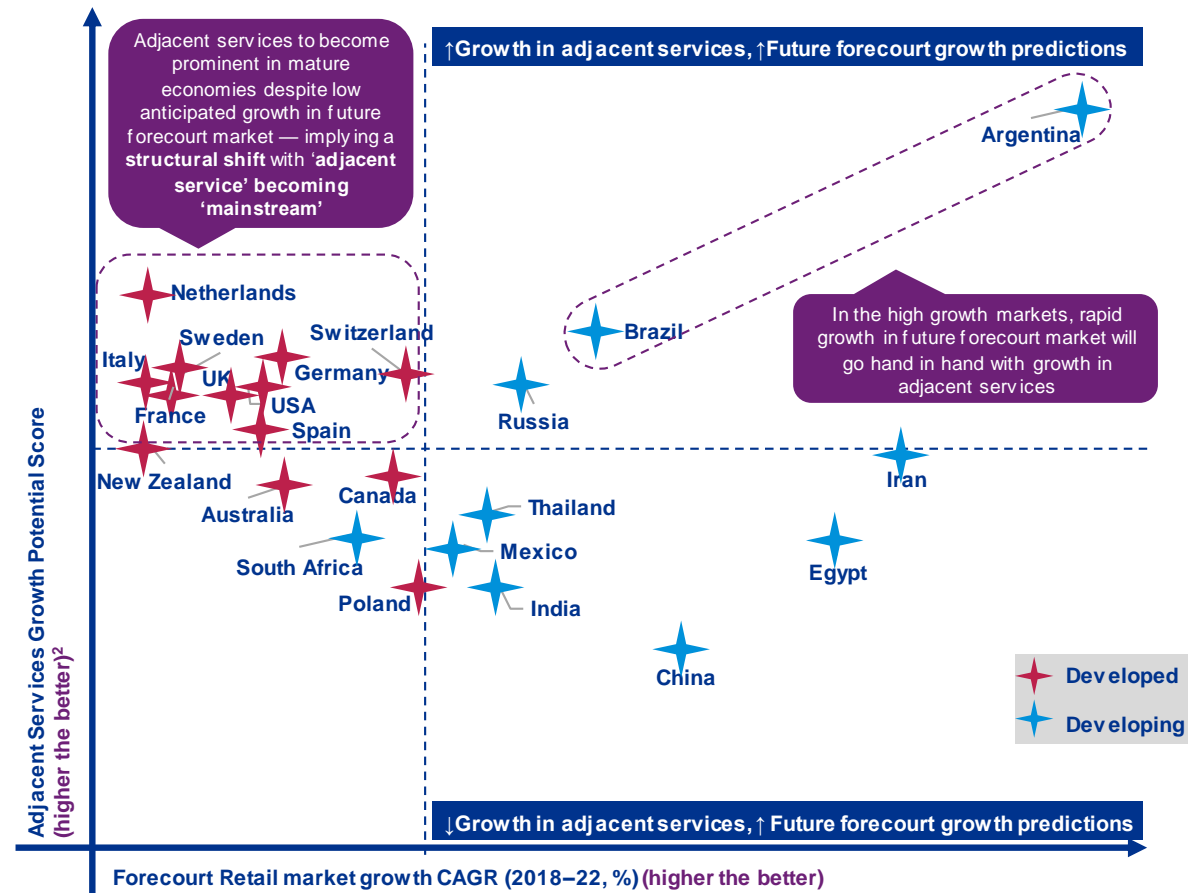 Adjacent services to become
prominent in mature
economies despite low
anticipated growth in future
forecourt market — implying a
structural shift with ‘adjacent
service’ becoming
‘mainstream’
↑Growth in adjacent services, ↑Future forecourt growth predictions
Argentina
Netherlands
Sweden
Switzerland
Italy
UK
Germany
USA
France
Spain
Brazil
Russia
In the high growth markets, rapid
growth in future forecourt market will
go hand in hand with growth in
adjacent services
New Zealand
Australia
Canada
South Africa
Poland
Thailand
Mexico
India
Iran
Egypt
China
Developed
Developing
Adjacent Services Growth Potential Score
(higher the better)²
↓Growth in adjacent services, ↑ Future forecourt growth predictions
Forecourt Retail market growth CAGR (2018–22, %) (higher the better)